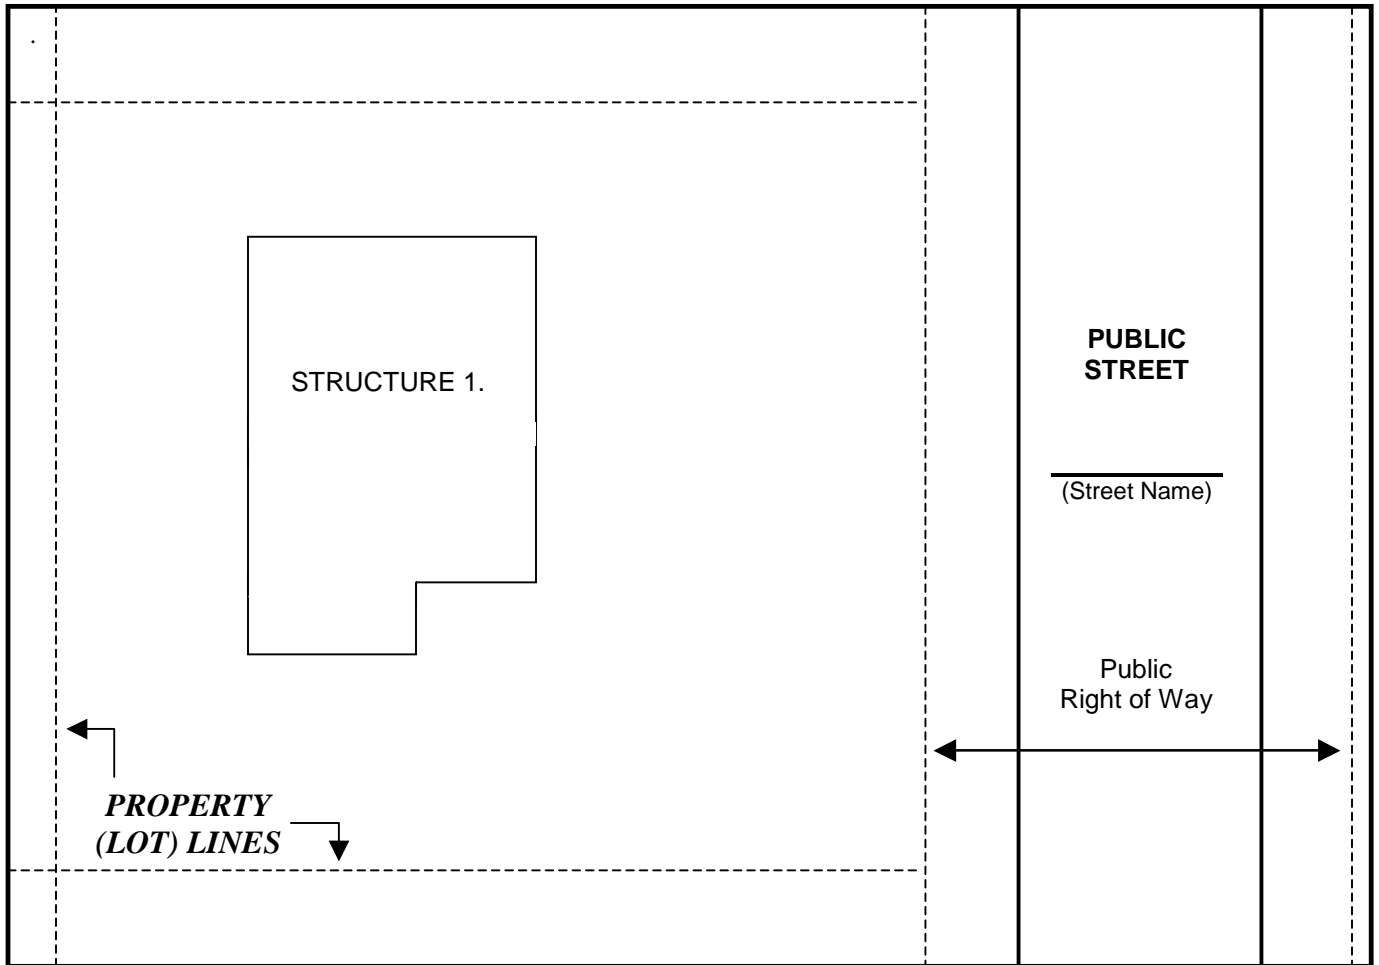 STRUCTURE 1.
PUBLIC
STREET
(Street Name)
Public
Right of Way
PROPERTY
(LOT) LINES